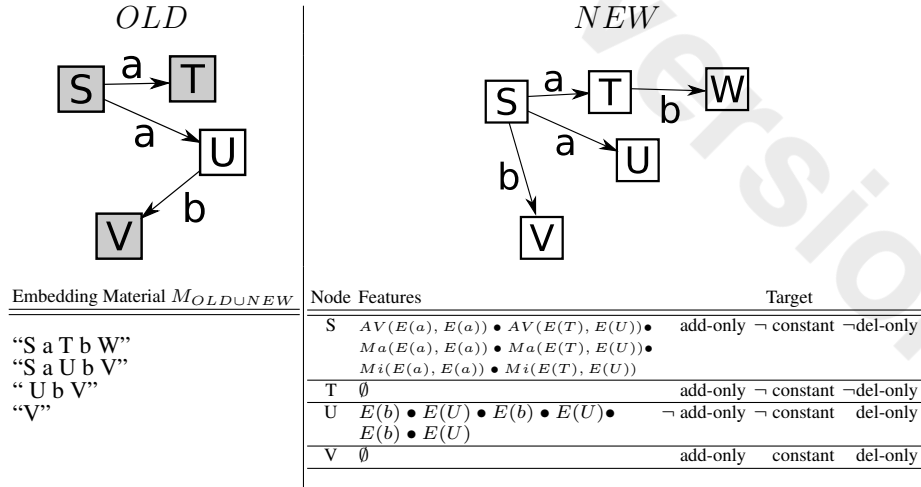 OLD
NEW
S
a
T
a
U
b
V
S
a
T
b
W
a
U
b
V
version
Embedding Material M_{OLD∪NEW}
“S a T b W”
“S a U b V”
“ U b V”
“V”
Node Features Target
S AV(E(a), E(a)) • AV(E(T), E(U))• add-only ¬ constant ¬del-only
Ma(E(a), E(a)) • Ma(E(T), E(U))•
Mi(E(a), E(a)) • Mi(E(T), E(U))
T ∅ add-only ¬ constant ¬del-only
U E(b) • E(U) • E(b) • E(U)• ¬ add-only ¬ constant del-only
E(b) • E(U)
V ∅ add-only constant del-only